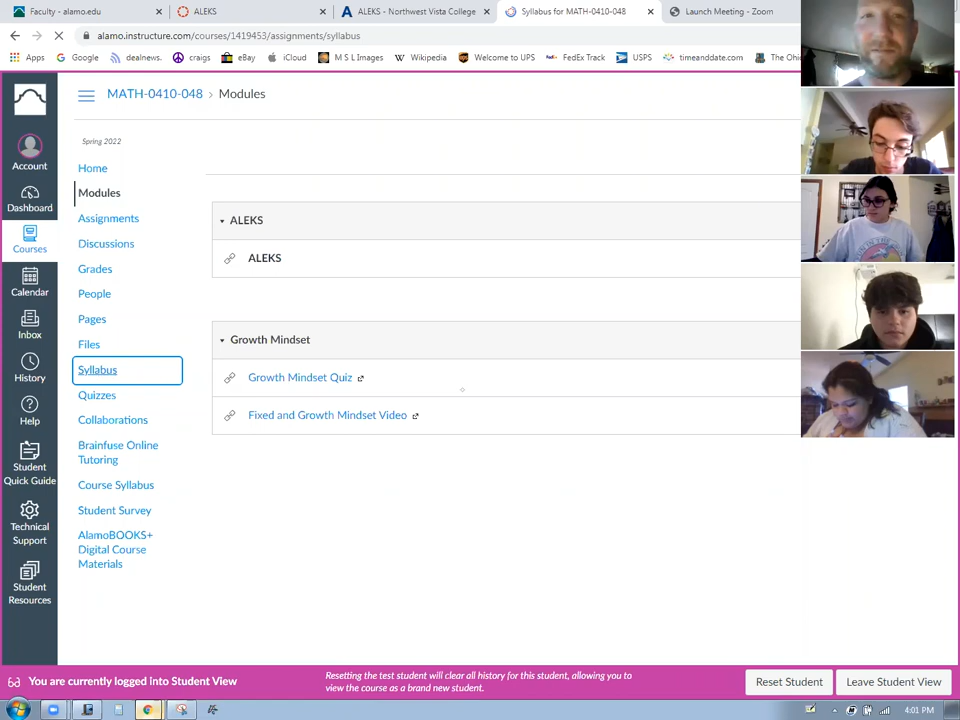 Faculty - alamo.edu
ALEKS
ALEKS - Northwest Vista College
Syllabus for MATH-0410-048
Launch Meeting - Zoom
alamo.instructure.com/courses/1419453/assignments/syllabus
Apps
Google
dealnews.
craigs
eBay
iCloud
M S L Images
Wikipedia
Welcome to UPS
FedEx Track
USPS
timeanddate.com
The Ohi
MATH-0410-048 › Modules
Account
Dashboard
Courses
Calendar
Inbox
History
Help
Student
Quick Guide
Technical
Support
Student
Resources
Spring 2022
Home
Modules
Assignments
Discussions
Grades
People
Pages
Files
Syllabus
Quizzes
Collaborations
Brainfuse Online
Tutoring
Course Syllabus
Student Survey
AlamoBOOKS+
Digital Course
Materials
ALEKS
ALEKS
Growth Mindset
Growth Mindset Quiz
Fixed and Growth Mindset Video
You are currently logged into Student View
Resetting the test student will clear all history for this student, allowing you to
view the course as a brand new student.
Reset Student
Leave Student View
4:01 PM